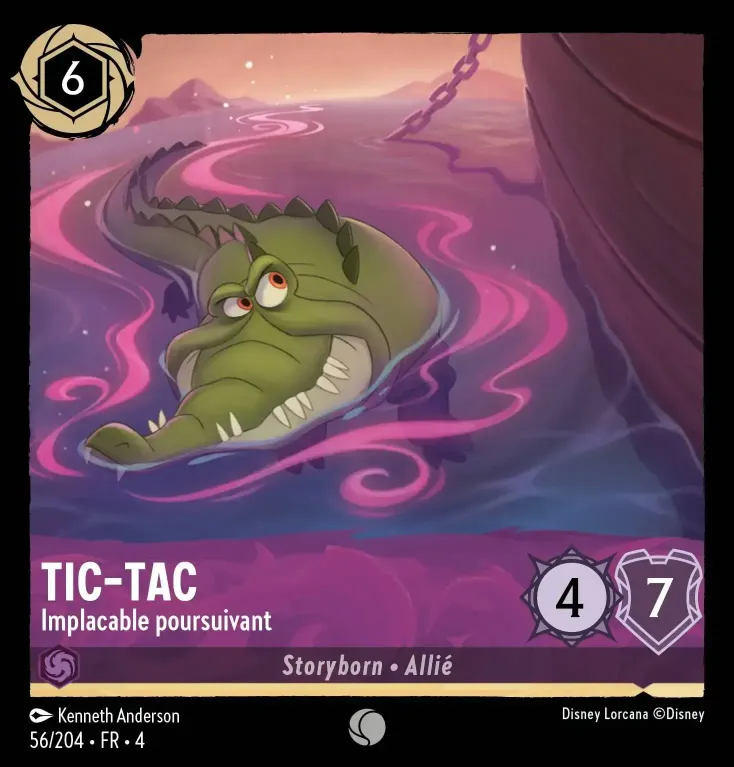 6
TIC-TAC
Implacable poursuivant
4
7
Storyborn • Allié
Kenneth Anderson
Disney Lorcana ©Disney
56/204 • FR • 4